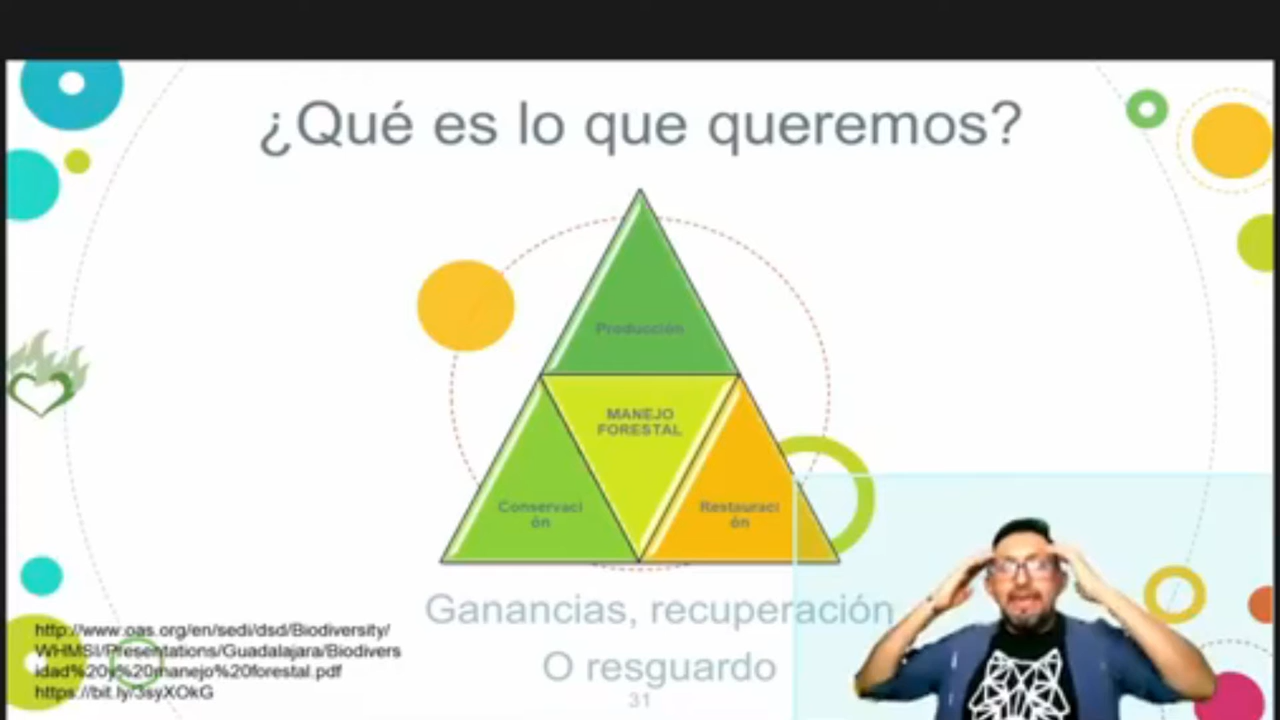 ¿Qué es lo que queremos?
Producción
MANEJO
FORESTAL
Conservaci
ón
Restauraci
ón
Ganancias, recuperación
O resguardo
31
http://www.oas.org/en/sedi/dsd/Biodiversity/
WHMSI/Presentations/Guadalajara/Biodivers
idad%20y%20manejo%20forestal.pdf
https://bit.ly/3syXOkG